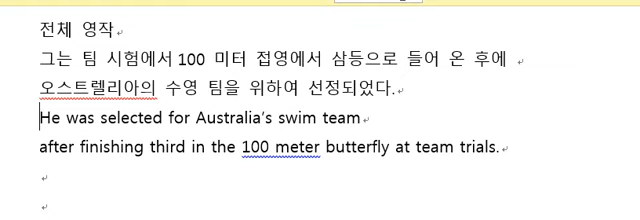 전체 영작
그는 팀 시험에서 100 미터 접영에서 삼등으로 들어 온 후에
오스트렐리아의 수영 팀을 위하여 선정되었다.
He was selected for Australia’s swim team
after finishing third in the 100 meter butterfly at team trials.